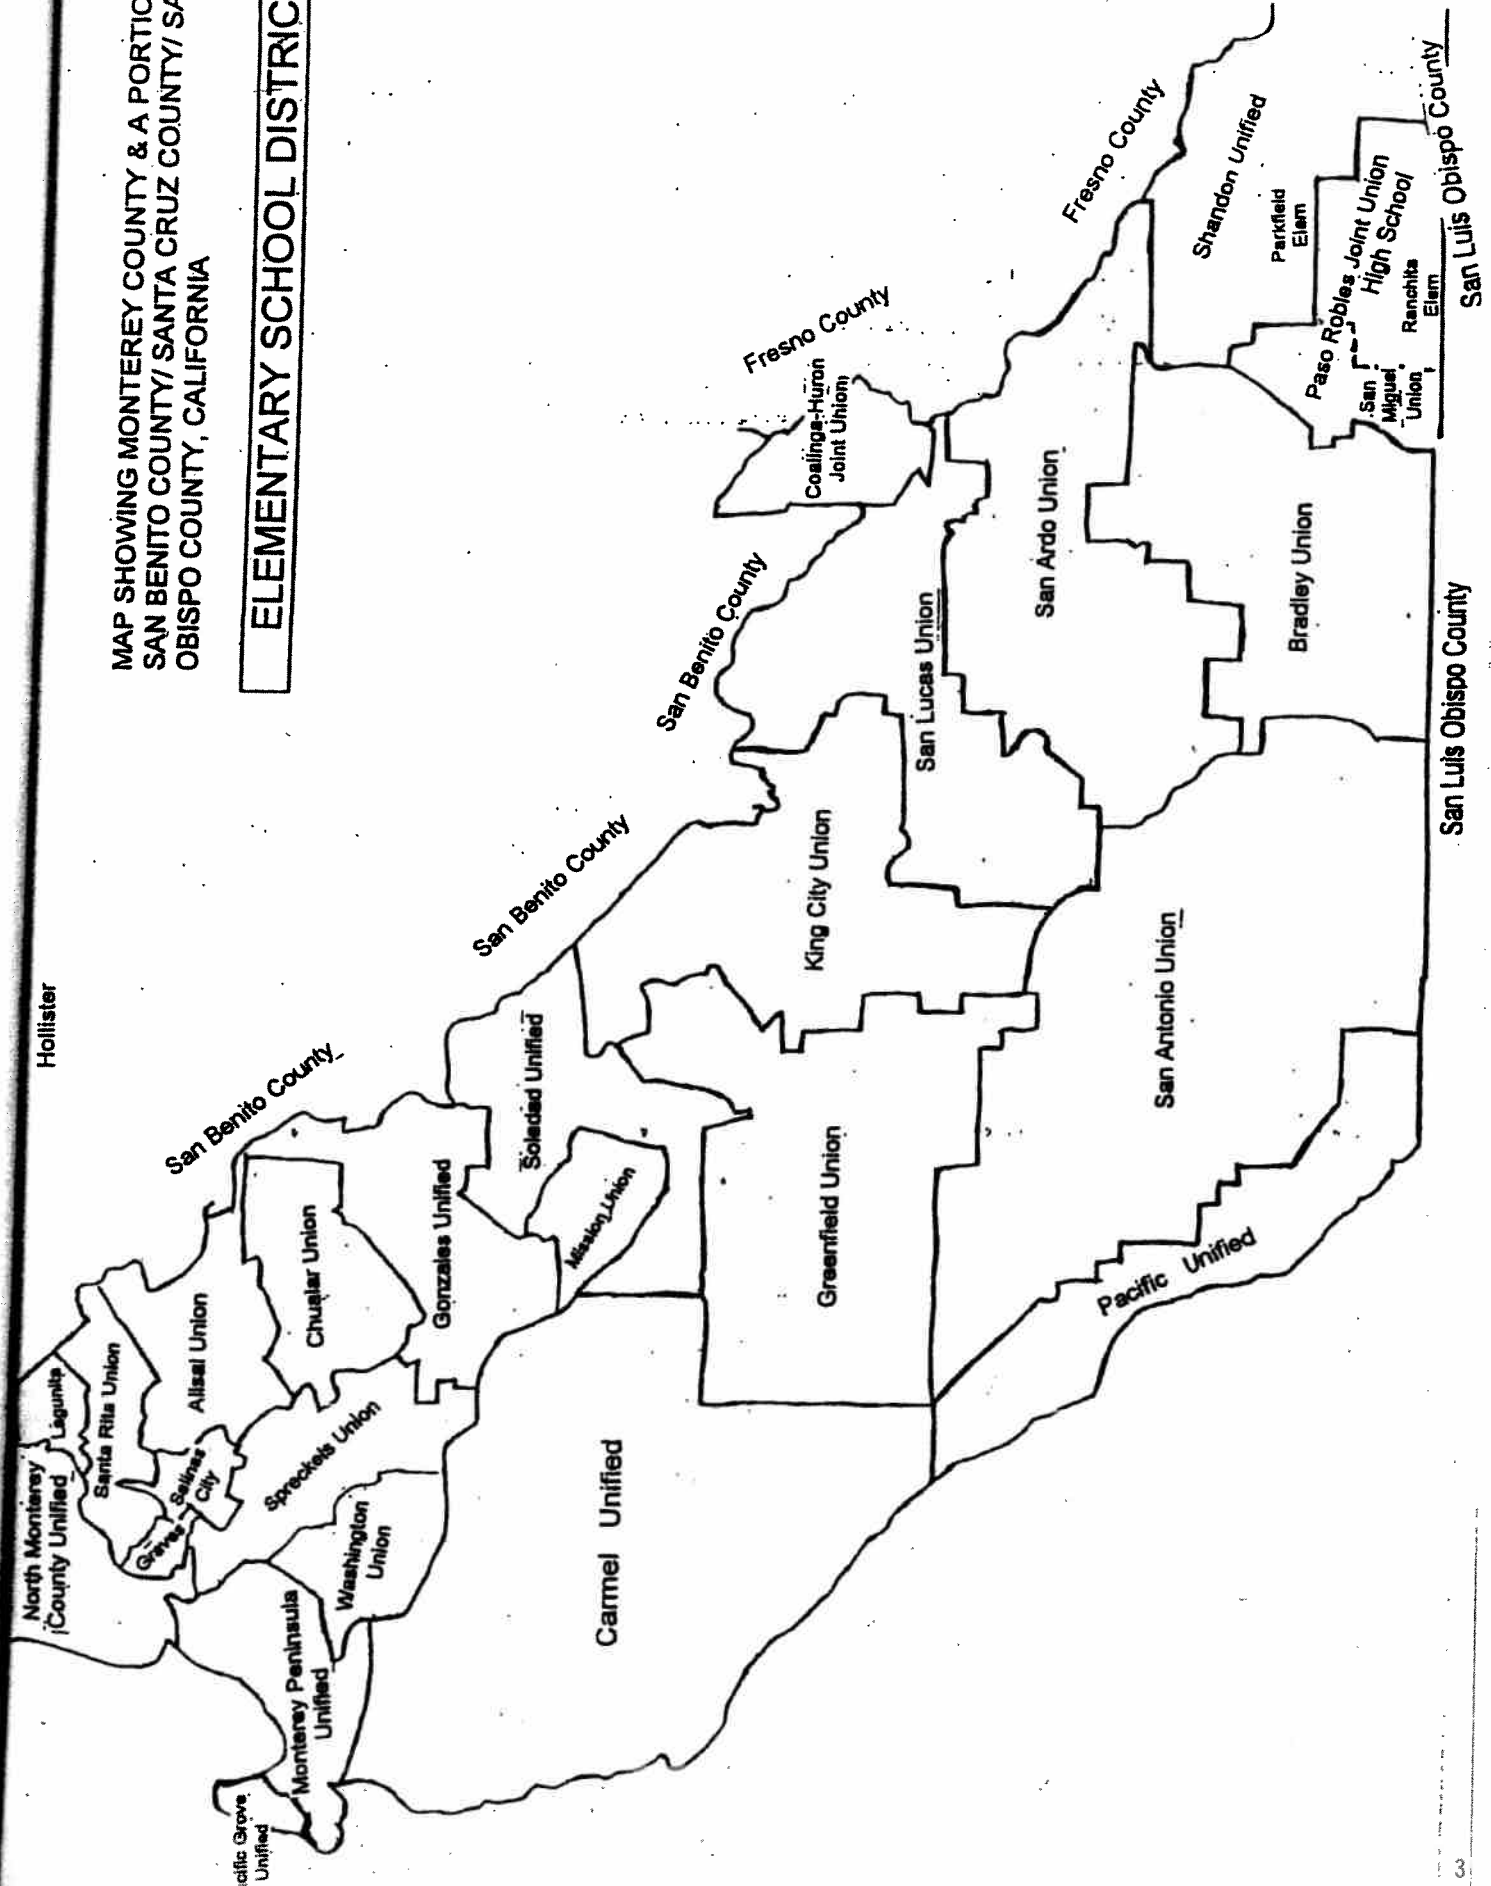 MAP SHOWING MONTEREY COUNTY & A PORTIO
SAN BENITO COUNTY/ SANTA CRUZ COUNTY/ SA
OBISPO COUNTY, CALIFORNIA
ELEMENTARY SCHOOL DISTRIC
Hollister
North Monterey
County Unified
Lagunita
Santa Rita Union
Graves
Salinas
City
Alisal Union
San Benito County
Chualar Union
Spreckels Union
Washington
Union
Monterey Peninsula
Unified
cific Grove
Unified
Gonzales Unified
Soledad Unified
Mission Union
San Benito County
Carmel Unified
Greenfield Union
King City Union
San Benito County
San Lucas Union
Coalinga-Huron
Joint Union
Fresno County
San Ardo Union
Fresno County
San Antonio Union
Pacific Unified
Bradley Union
Shandon Unified
Parkfield
Elem
Paso Robles Joint Union
High School
San
Miguel
Union
Ranchita
Elem
San Luis Obispo County
San Luis Obispo County
San Luis Obispo County
3